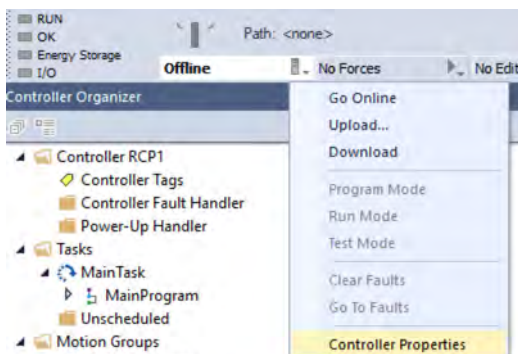 RUN
OK
Energy Storage
I/O
Path: <none>
Offline
No Forces
No Edit
Controller Organizer
Controller RCP1
Controller Tags
Controller Fault Handler
Power-Up Handler
Tasks
MainTask
MainProgram
Unscheduled
Motion Groups
Go Online
Upload...
Download
Program Mode
Run Mode
Test Mode
Clear Faults
Go To Faults
Controller Properties